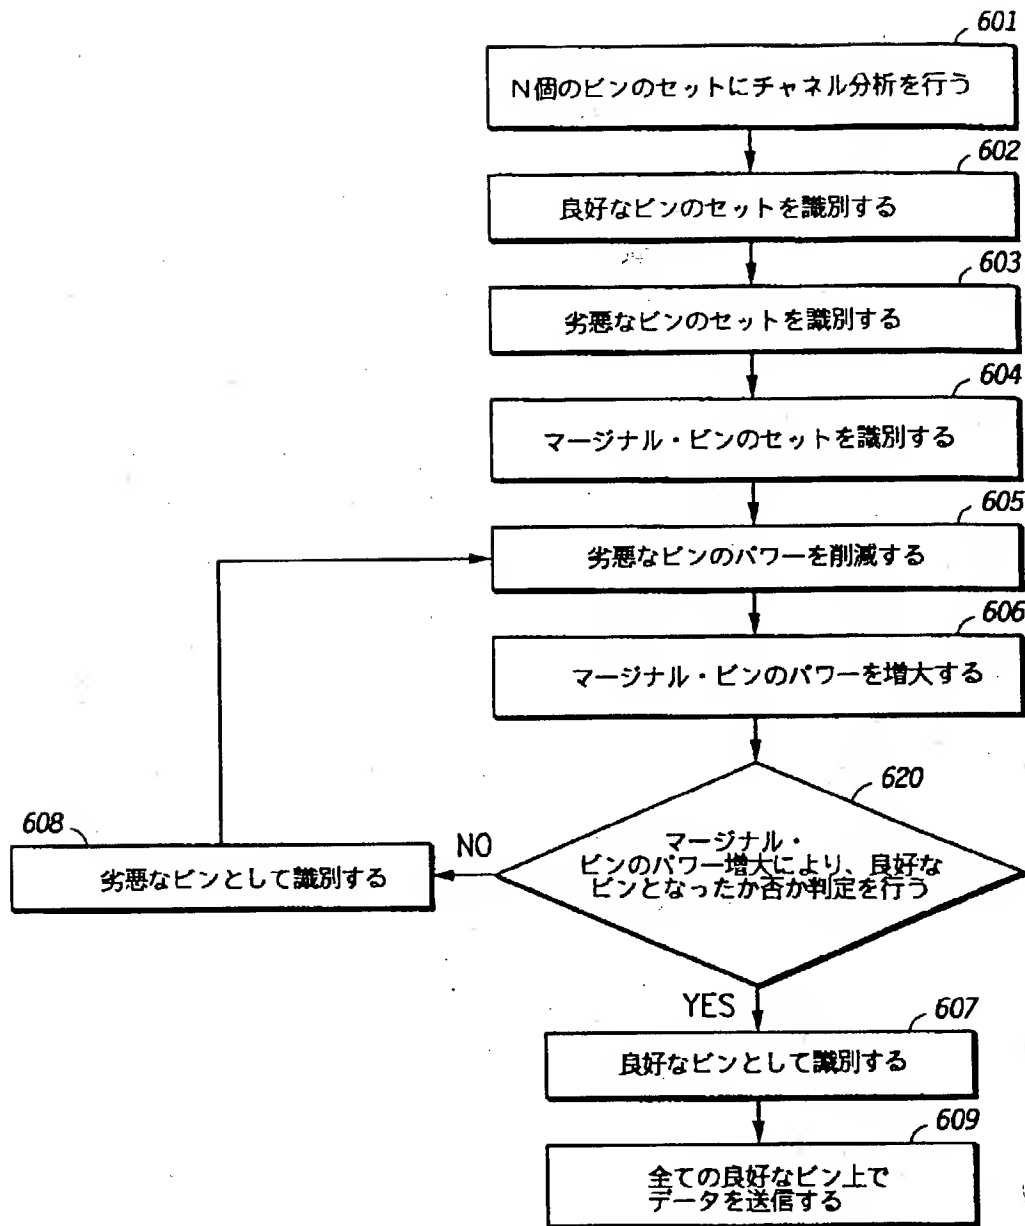 601
N個のビンのセットにチャネル分析を行う
602
良好なビンのセットを識別する
603
劣悪なビンのセットを識別する
604
マージナル・ビンのセットを識別する
605
劣悪なビンのパワーを削減する
606
マージナル・ビンのパワーを増大する
620
マージナル・
ビンのパワー増大により、良好な
ビンとなったか否か判定を行う
NO
608
劣悪なビンとして識別する
YES
607
良好なビンとして識別する
609
全ての良好なビン上で
データを送信する